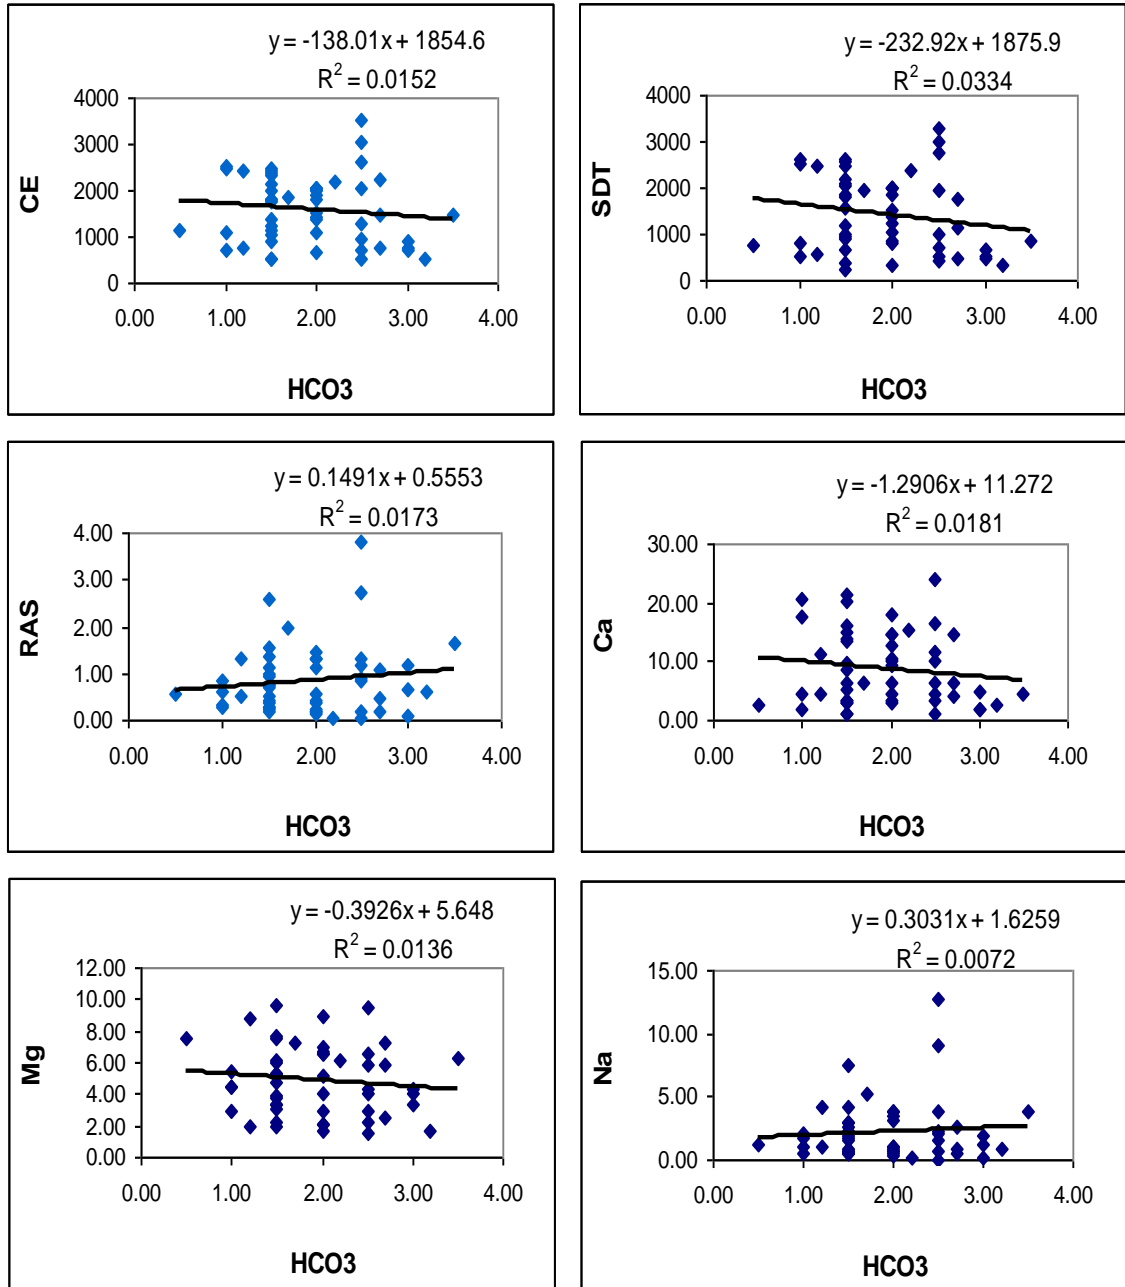 y = -138.01x + 1854.6
R² = 0.0152
4000
3000
2000
1000
0
CE
0.00 1.00 2.00 3.00 4.00
HCO3
y = -232.92x + 1875.9
R² = 0.0334
4000
3000
2000
1000
0
SDT
0.00 1.00 2.00 3.00 4.00
HCO3
y = 0.1491x + 0.5553
R² = 0.0173
4.00
3.00
2.00
1.00
0.00
RAS
0.00 1.00 2.00 3.00 4.00
HCO3
y = -1.2906x + 11.272
R² = 0.0181
30.00
20.00
10.00
0.00
Ca
0.00 1.00 2.00 3.00 4.00
HCO3
y = -0.3926x + 5.648
R² = 0.0136
12.00
10.00
8.00
6.00
4.00
2.00
0.00
Mg
0.00 1.00 2.00 3.00 4.00
HCO3
y = 0.3031x + 1.6259
R² = 0.0072
15.00
10.00
5.00
0.00
Na
0.00 1.00 2.00 3.00 4.00
HCO3